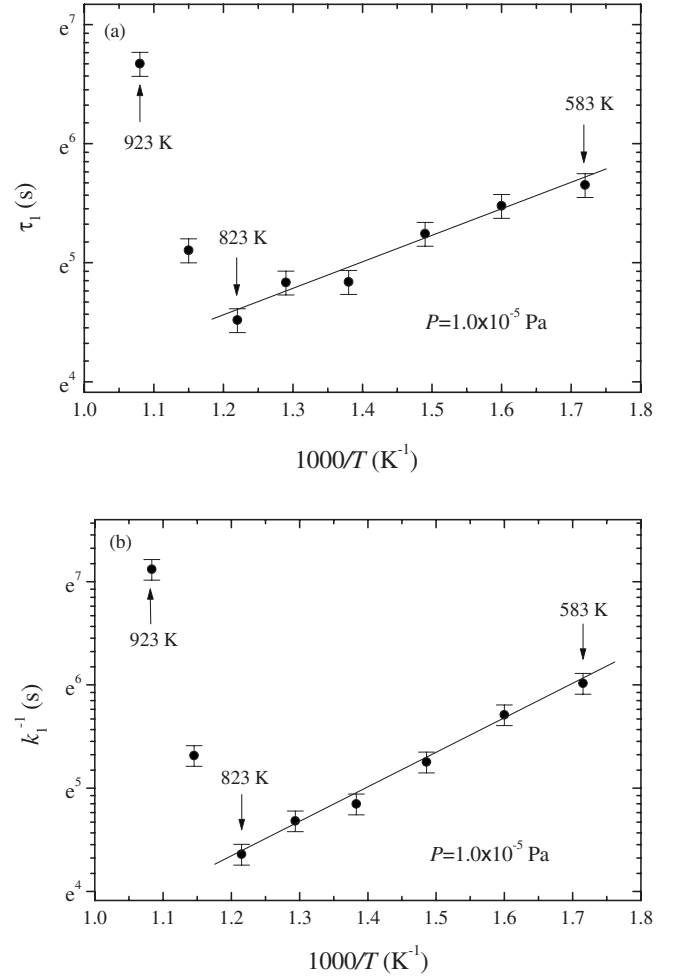 (a)
e⁷
e⁶
e⁵
e⁴
τ₁ (s)
923 K
823 K
583 K
P=1.0x10⁻⁵ Pa
1.0 1.1 1.2 1.3 1.4 1.5 1.6 1.7 1.8
1000/T (K⁻¹)
(b)
e⁷
e⁶
e⁵
e⁴
k₁⁻¹ (s)
923 K
823 K
583 K
P=1.0x10⁻⁵ Pa
1.0 1.1 1.2 1.3 1.4 1.5 1.6 1.7 1.8
1000/T (K⁻¹)